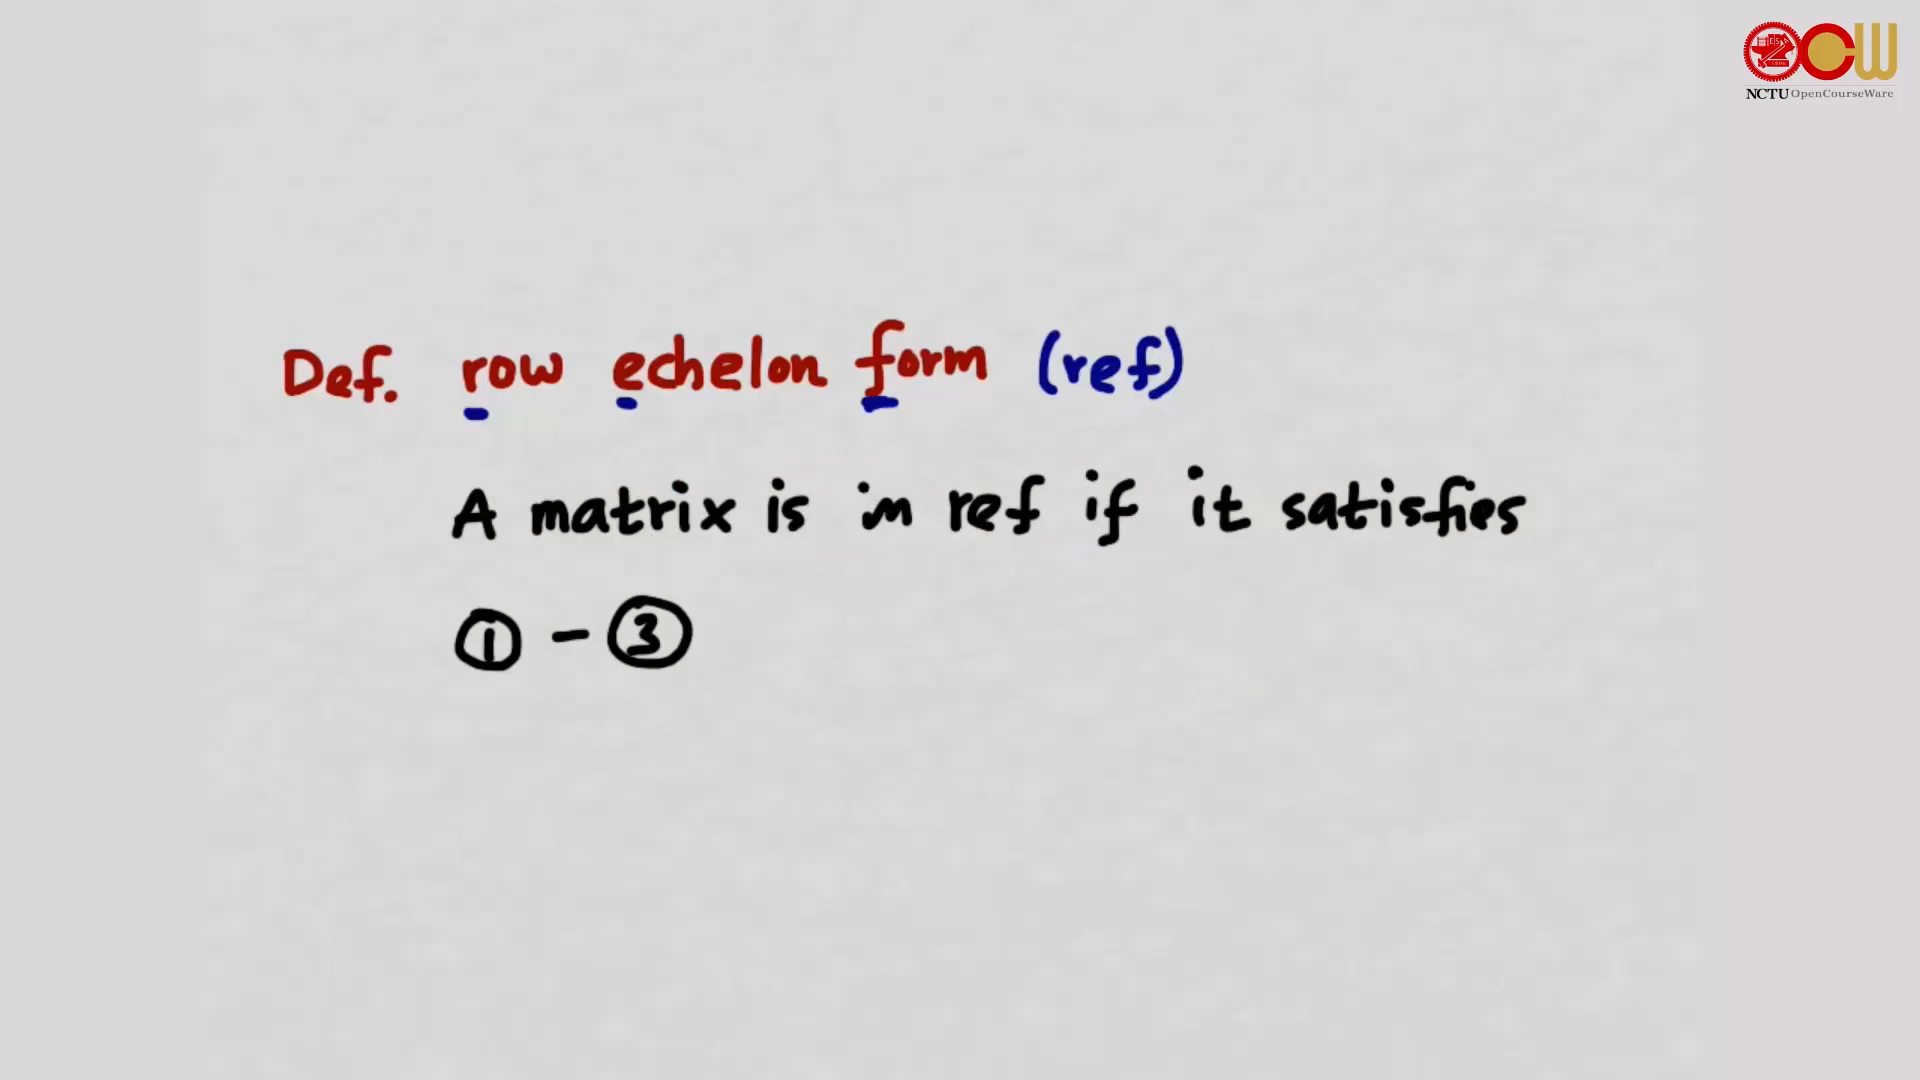 NCTU OpenCourseWare
Def. row echelon form (ref)
A matrix is in ref if it satisfies
① - ③